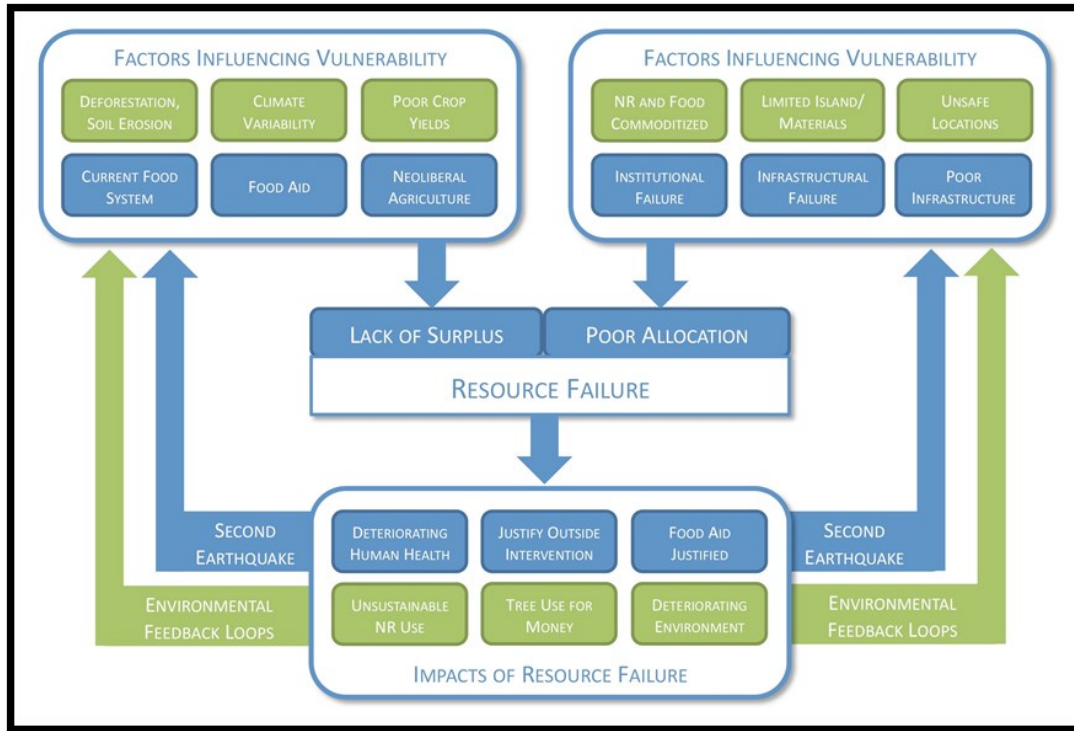 FACTORS INFLUENCING VULNERABILITY
DEFORESTATION,
SOIL EROSION
CLIMATE
VARIABILITY
POOR CROP
YIELDS
CURRENT FOOD
SYSTEM
FOOD AID
NEOLIBERAL
AGRICULTURE
FACTORS INFLUENCING VULNERABILITY
NR AND FOOD
COMMODITIZED
LIMITED ISLAND/
MATERIALS
UNSAFE
LOCATIONS
INSTITUTIONAL
FAILURE
INFRASTRUCTURAL
FAILURE
POOR
INFRASTRUCTURE
LACK OF SURPLUS
POOR ALLOCATION
RESOURCE FAILURE
SECOND
EARTHQUAKE
ENVIRONMENTAL
FEEDBACK LOOPS
DETERIORATING
HUMAN HEALTH
JUSTIFY OUTSIDE
INTERVENTION
FOOD AID
JUSTIFIED
UNSUSTAINABLE
NR USE
TREE USE FOR
MONEY
DETERIORATING
ENVIRONMENT
IMPACTS OF RESOURCE FAILURE
SECOND
EARTHQUAKE
ENVIRONMENTAL
FEEDBACK LOOPS